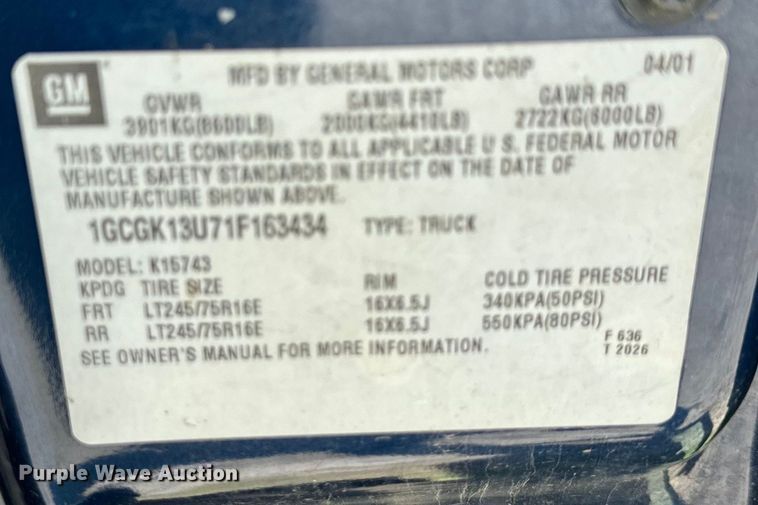 GM
MFD BY GENERAL MOTORS CORP 04/01
GVWR GAWR FRT GAWR RR
3901KG(8600LB) 2000KG(4410LB) 2722KG(6000LB)
THIS VEHICLE CONFORMS TO ALL APPLICABLE U.S. FEDERAL MOTOR
VEHICLE SAFETY STANDARDS IN EFFECT ON THE DATE OF
MANUFACTURE SHOWN ABOVE.
1GCGK13U71F163434 TYPE: TRUCK
MODEL: K15743
KPDG TIRE SIZE RIM COLD TIRE PRESSURE
FRT LT245/75R16E 16X6.5J 340KPA(50PSI)
RR LT245/75R16E 16X6.5J 550KPA(80PSI)
SEE OWNER'S MANUAL FOR MORE INFORMATION.
F 636
T 2026
Purple Wave Auction